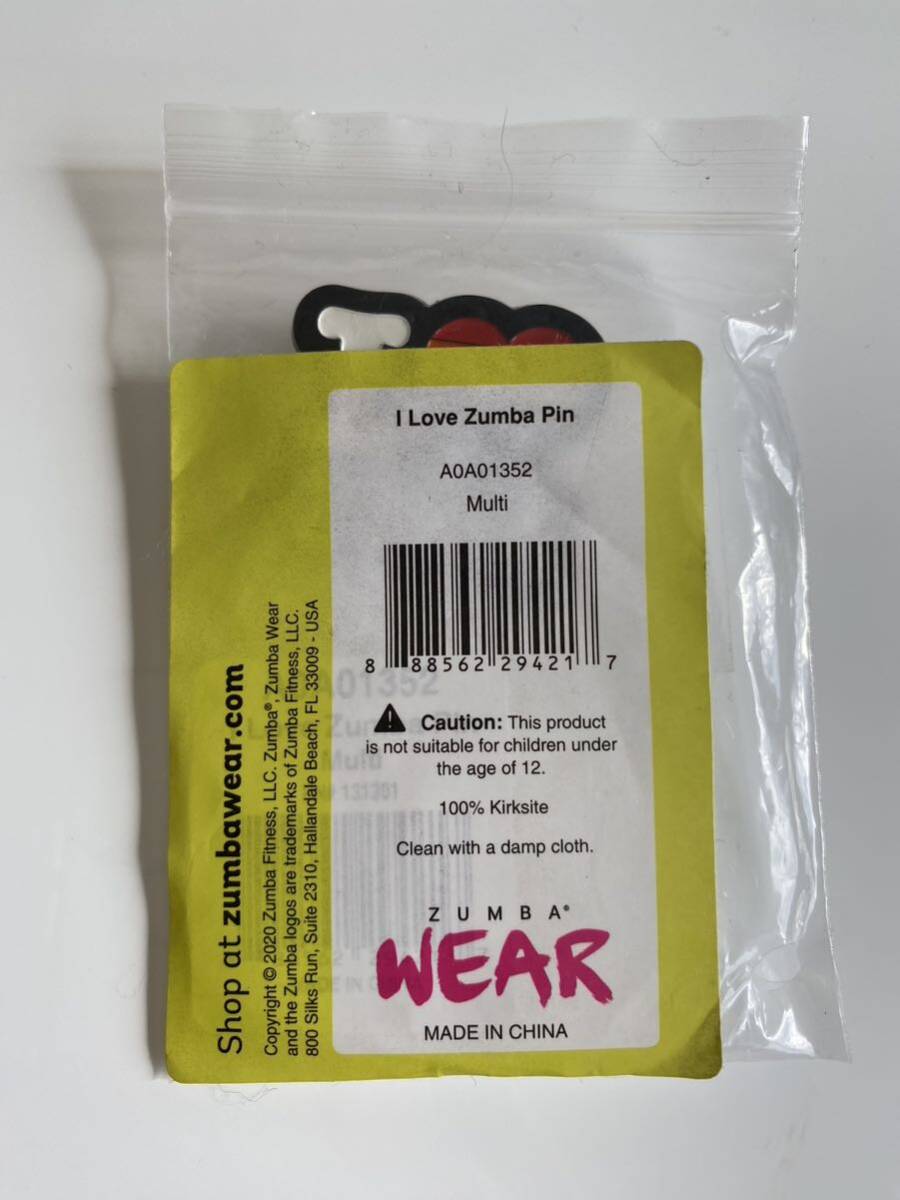 I Love Zumba Pin
A0A01352
Multi
8 88562 29421 7
Caution: This product
is not suitable for children under
the age of 12.
100% Kirksite
Clean with a damp cloth.
ZUMBA®
WEAR
MADE IN CHINA
Shop at zumbawear.com
Copyright © 2020 Zumba Fitness, LLC. Zumba®, Zumba Wear
and the Zumba logos are trademarks of Zumba Fitness, LLC.
800 Silks Run, Suite 2310, Hallandale Beach, FL 33009 - USA
A01352
Multi